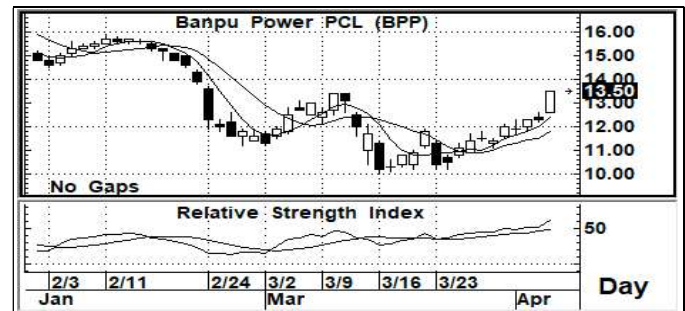 Banpu Power PCL (BPP)
16.00
15.00
14.00
13.50
13.00
12.00
11.00
10.00
No Gaps
Relative Strength Index
50
2/3 2/11 2/24 3/2 3/9 3/16 3/23
Jan Mar Apr
Day